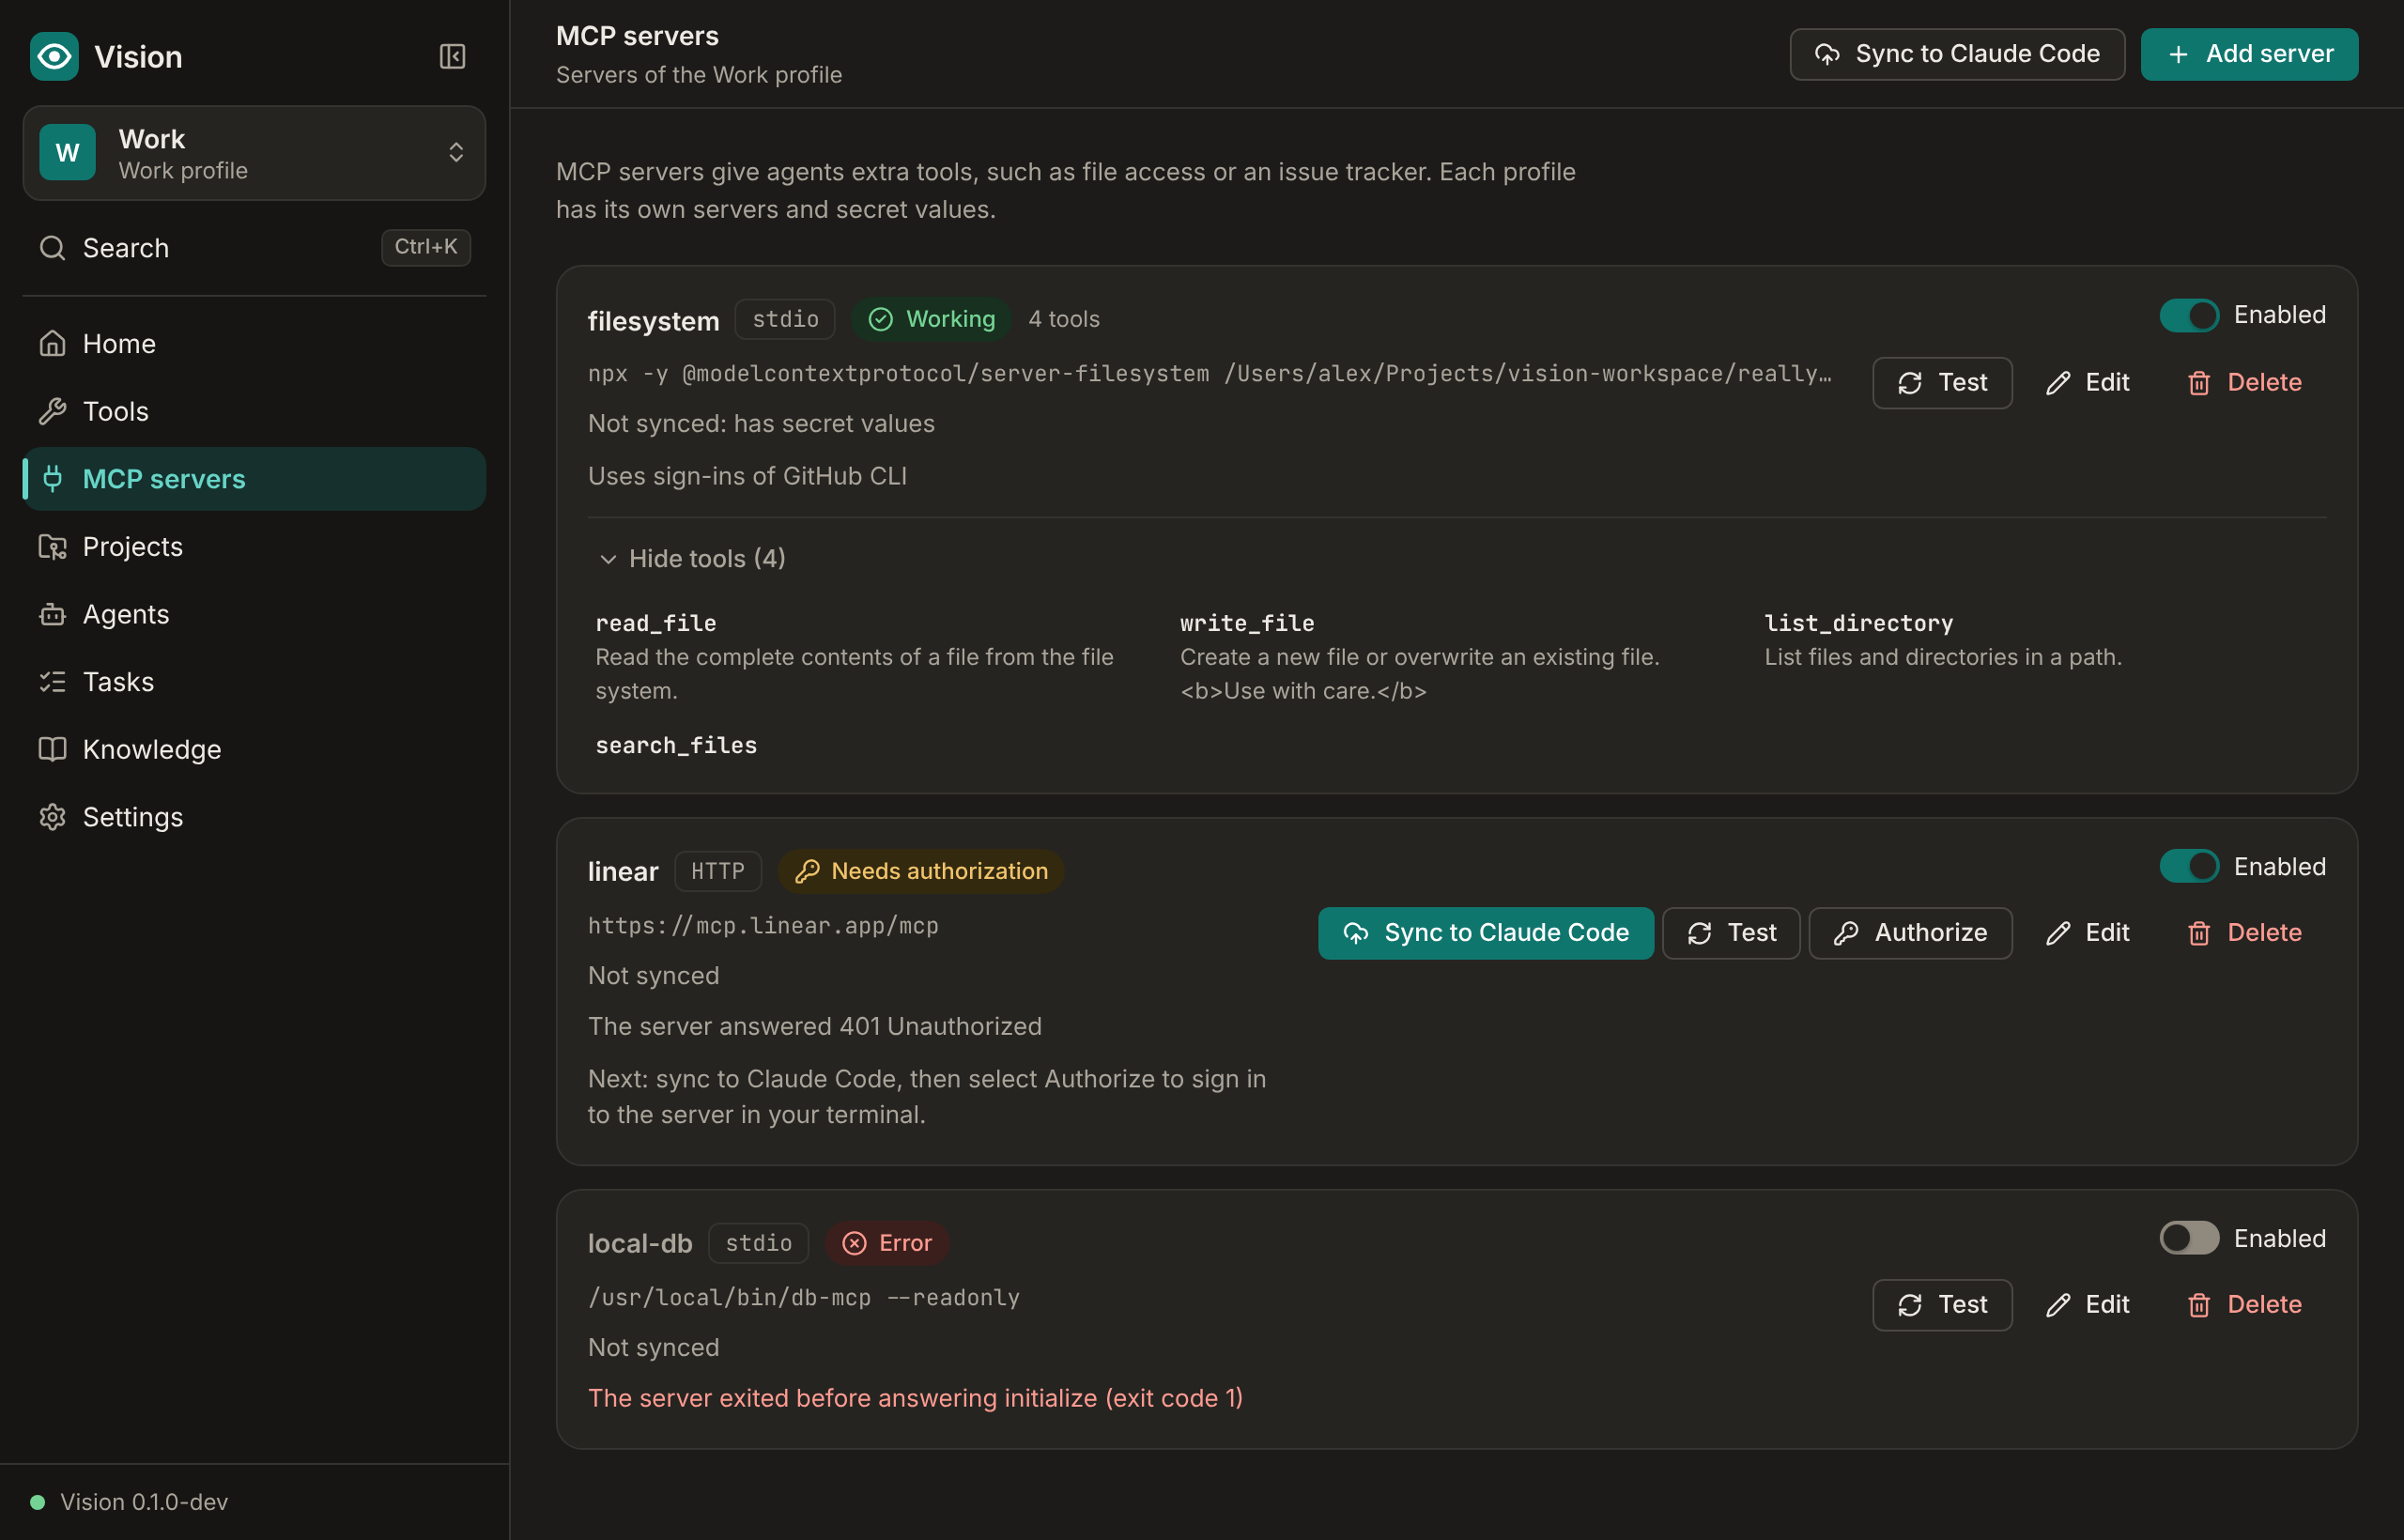 Vision
W
Work
Work profile
Search
Ctrl+K
Home
Tools
MCP servers
Projects
Agents
Tasks
Knowledge
Settings
Vision 0.1.0-dev
MCP servers
Servers of the Work profile
Sync to Claude Code
Add server
MCP servers give agents extra tools, such as file access or an issue tracker. Each profile
has its own servers and secret values.
filesystem
stdio
Working
4 tools
Enabled
npx -y @modelcontextprotocol/server-filesystem /Users/alex/Projects/vision-workspace/really…
Test
Edit
Delete
Not synced: has secret values
Uses sign-ins of GitHub CLI
Hide tools (4)
read_file
Read the complete contents of a file from the file
system.
write_file
Create a new file or overwrite an existing file.
<b>Use with care.</b>
list_directory
List files and directories in a path.
search_files
linear
HTTP
Needs authorization
Enabled
https://mcp.linear.app/mcp
Sync to Claude Code
Test
Authorize
Edit
Delete
Not synced
The server answered 401 Unauthorized
Next: sync to Claude Code, then select Authorize to sign in
to the server in your terminal.
local-db
stdio
Error
Enabled
/usr/local/bin/db-mcp --readonly
Test
Edit
Delete
Not synced
The server exited before answering initialize (exit code 1)